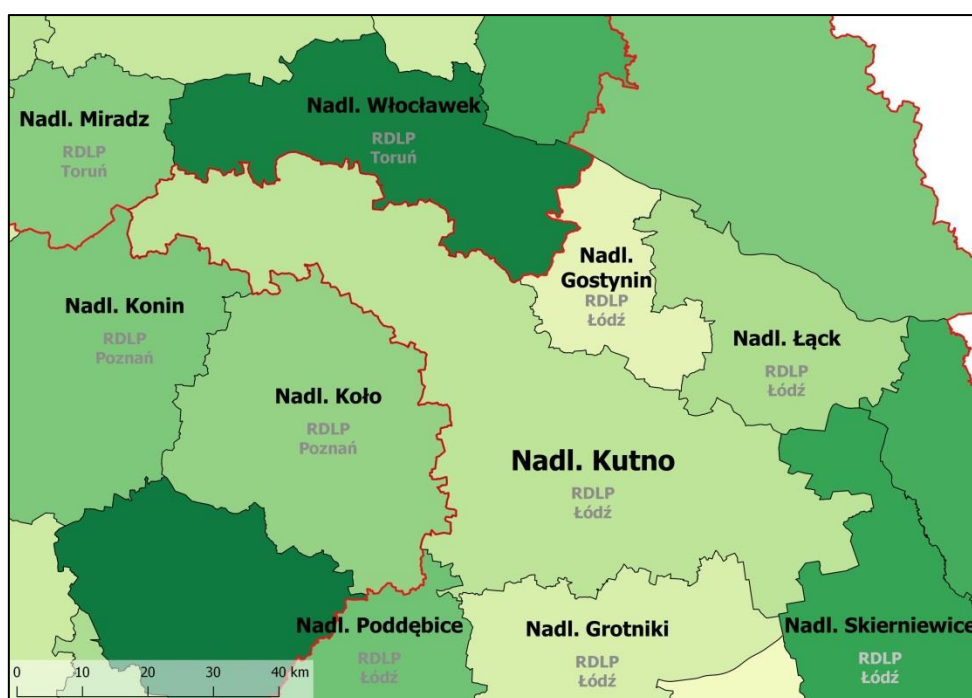 Nadl. Włocławek
RDLP
Toruń
Nadl. Miradz
RDLP
Toruń
Nadl.
Gostynin
RDLP
Łódź
Nadl. Konin
RDLP
Poznań
Nadl. Łąck
RDLP
Łódź
Nadl. Koło
RDLP
Poznań
Nadl. Kutno
RDLP
Łódź
Nadl. Poddębice
RDLP
Łódź
Nadl. Grotniki
RDLP
Łódź
Nadl. Skierniewice
RDLP
Łódź
0 10 20 30 40 km